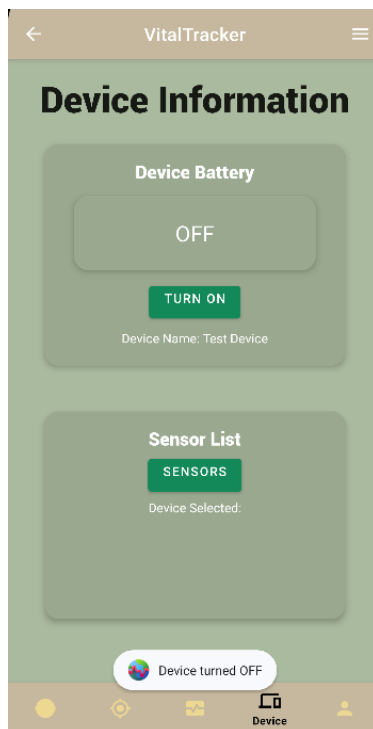 VitalTracker
Device Information
Device Battery
OFF
TURN ON
Device Name: Test Device
Sensor List
SENSORS
Device Selected:
Device turned OFF
Device